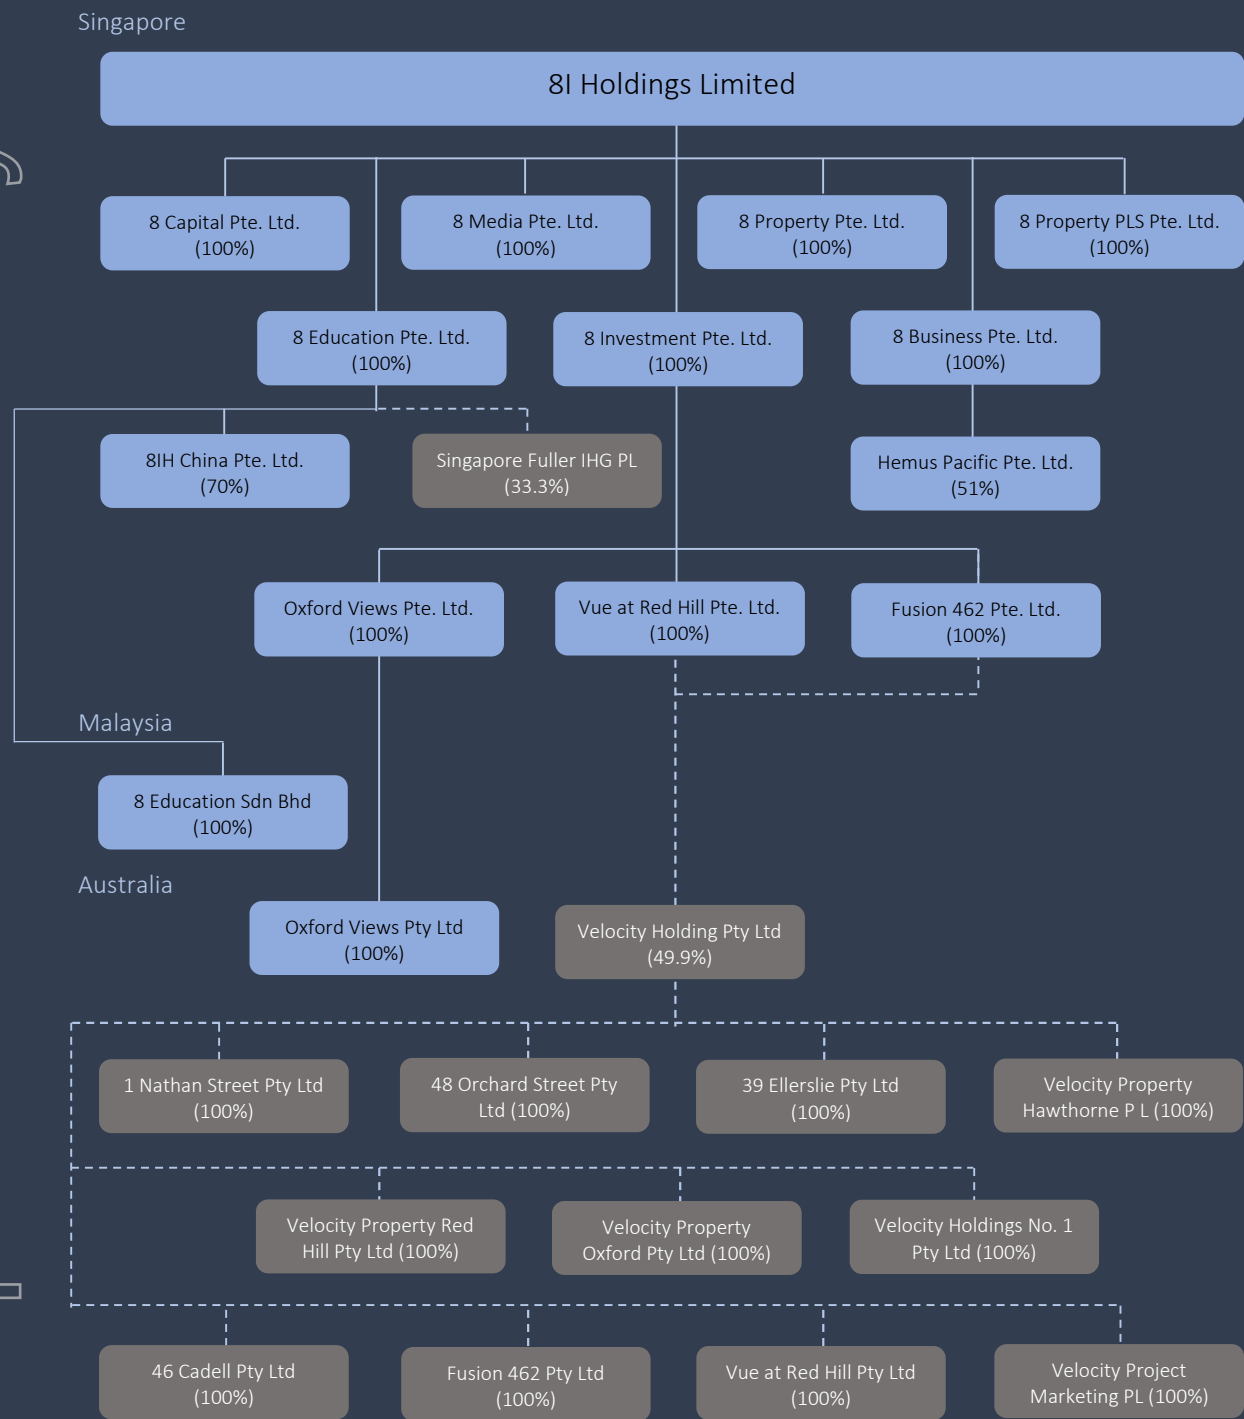 Singapore
8I Holdings Limited
8 Capital Pte. Ltd.
(100%)
8 Media Pte. Ltd.
(100%)
8 Property Pte. Ltd.
(100%)
8 Property PLS Pte. Ltd.
(100%)
8 Education Pte. Ltd.
(100%)
8 Investment Pte. Ltd.
(100%)
8 Business Pte. Ltd.
(100%)
8IH China Pte. Ltd.
(70%)
Singapore Fuller IHG PL
(33.3%)
Hemus Pacific Pte. Ltd.
(51%)
Oxford Views Pte. Ltd.
(100%)
Vue at Red Hill Pte. Ltd.
(100%)
Fusion 462 Pte. Ltd.
(100%)
Malaysia
8 Education Sdn Bhd
(100%)
Australia
Oxford Views Pty Ltd
(100%)
Velocity Holding Pty Ltd
(49.9%)
1 Nathan Street Pty Ltd
(100%)
48 Orchard Street Pty
Ltd (100%)
39 Ellerslie Pty Ltd
(100%)
Velocity Property
Hawthorne P L (100%)
Velocity Property Red
Hill Pty Ltd (100%)
Velocity Property
Oxford Pty Ltd (100%)
Velocity Holdings No. 1
Pty Ltd (100%)
46 Cadell Pty Ltd
(100%)
Fusion 462 Pty Ltd
(100%)
Vue at Red Hill Pty Ltd
(100%)
Velocity Project
Marketing PL (100%)